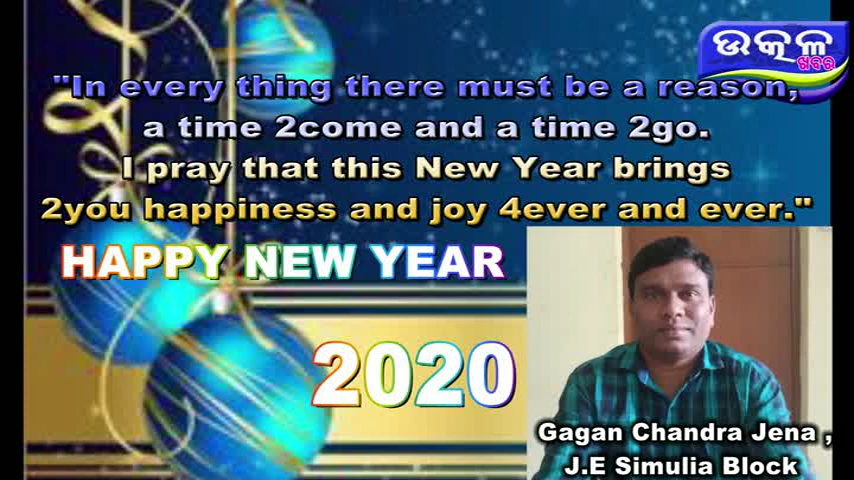 ଉତ୍କଳ
ଖବର
"In every thing there must be a reason,
a time 2come and a time 2go.
I pray that this New Year brings
2you happiness and joy 4ever and ever."
HAPPY NEW YEAR
2020
Gagan Chandra Jena ,
J.E Simulia Block